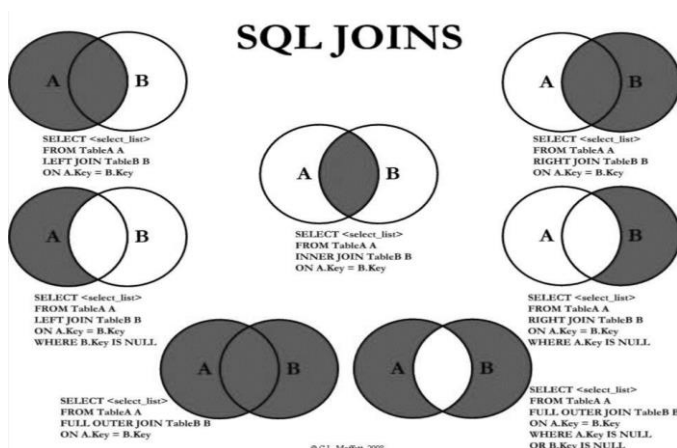 SQL JOINS
A B
SELECT <select_list>
FROM TableA A
LEFT JOIN TableB B
ON A.Key = B.Key
A B
SELECT <select_list>
FROM TableA A
RIGHT JOIN TableB B
ON A.Key = B.Key
A B
SELECT <select_list>
FROM TableA A
INNER JOIN TableB B
ON A.Key = B.Key
A B
SELECT <select_list>
FROM TableA A
LEFT JOIN TableB B
ON A.Key = B.Key
WHERE B.Key IS NULL
A B
SELECT <select_list>
FROM TableA A
RIGHT JOIN TableB B
ON A.Key = B.Key
WHERE A.Key IS NULL
A B
SELECT <select_list>
FROM TableA A
FULL OUTER JOIN TableB B
ON A.Key = B.Key
A B
SELECT <select_list>
FROM TableA A
FULL OUTER JOIN TableB B
ON A.Key = B.Key
WHERE A.Key IS NULL
OR B.Key IS NULL